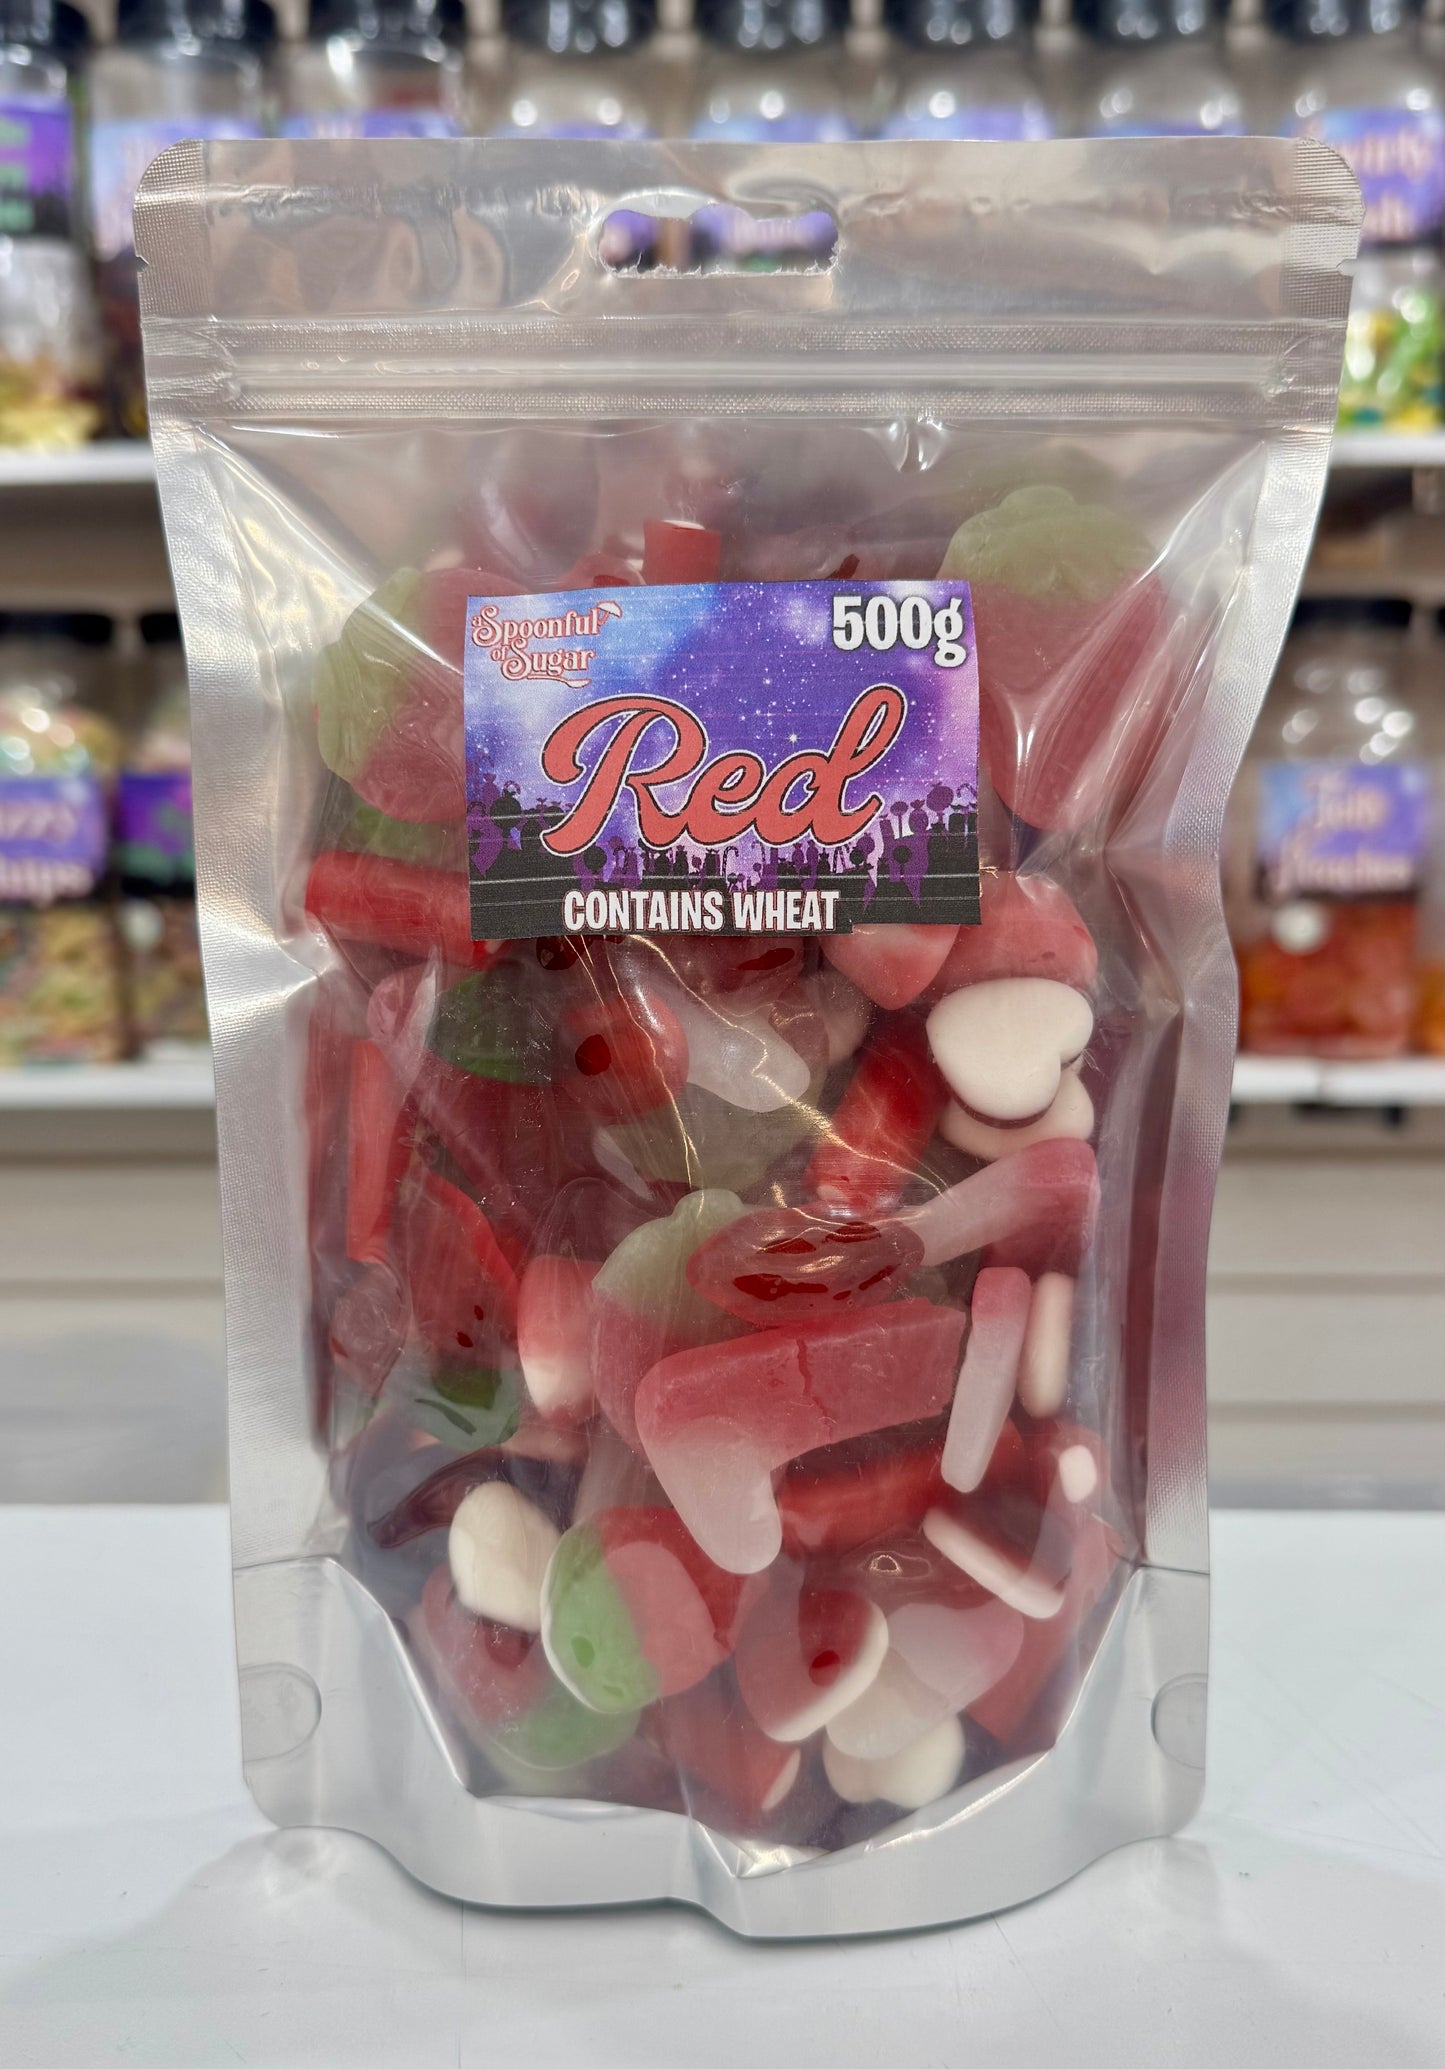 a Spoonful
of Sugar
500g
Red
CONTAINS WHEAT